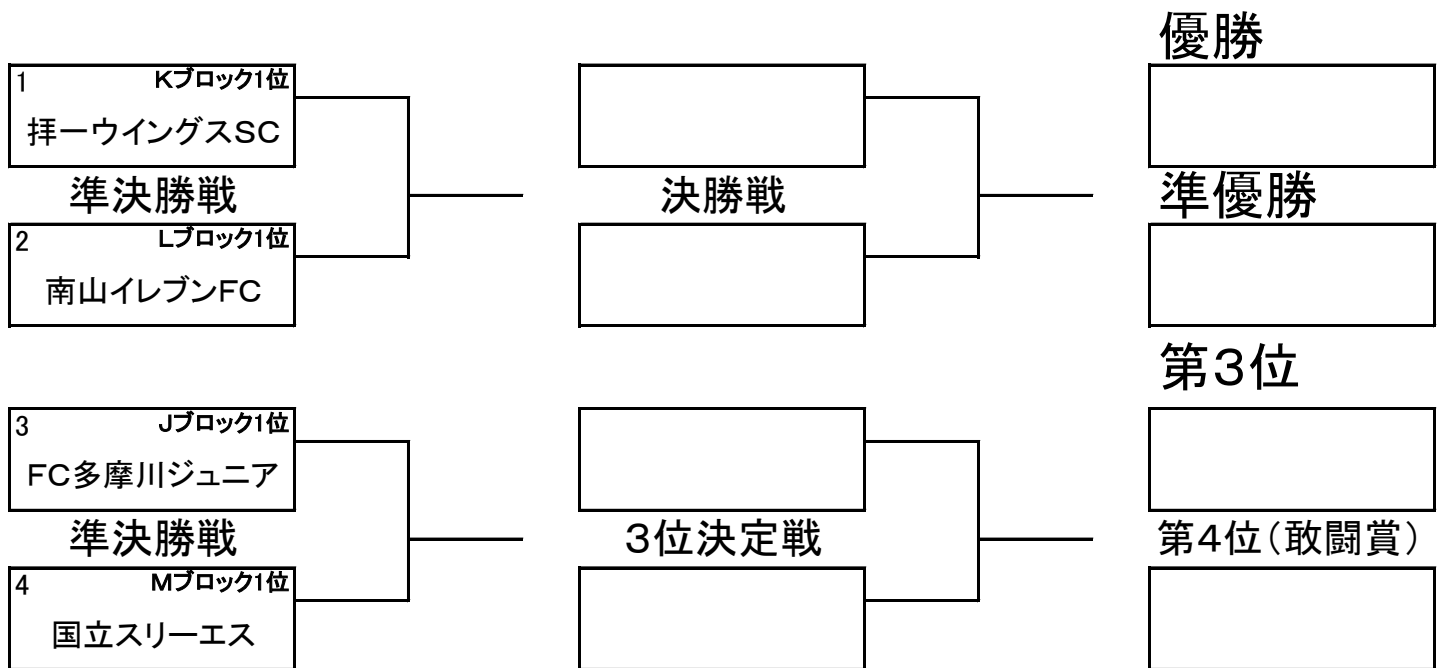 優勝
1 Kブロック1位
拝一ウイングスSC
準決勝戦 決勝戦 準優勝
2 Lブロック1位
南山イレブンFC
第3位
3 Jブロック1位
FC多摩川ジュニア
準決勝戦 3位決定戦 第4位(敢闘賞)
4 Mブロック1位
国立スリーエス